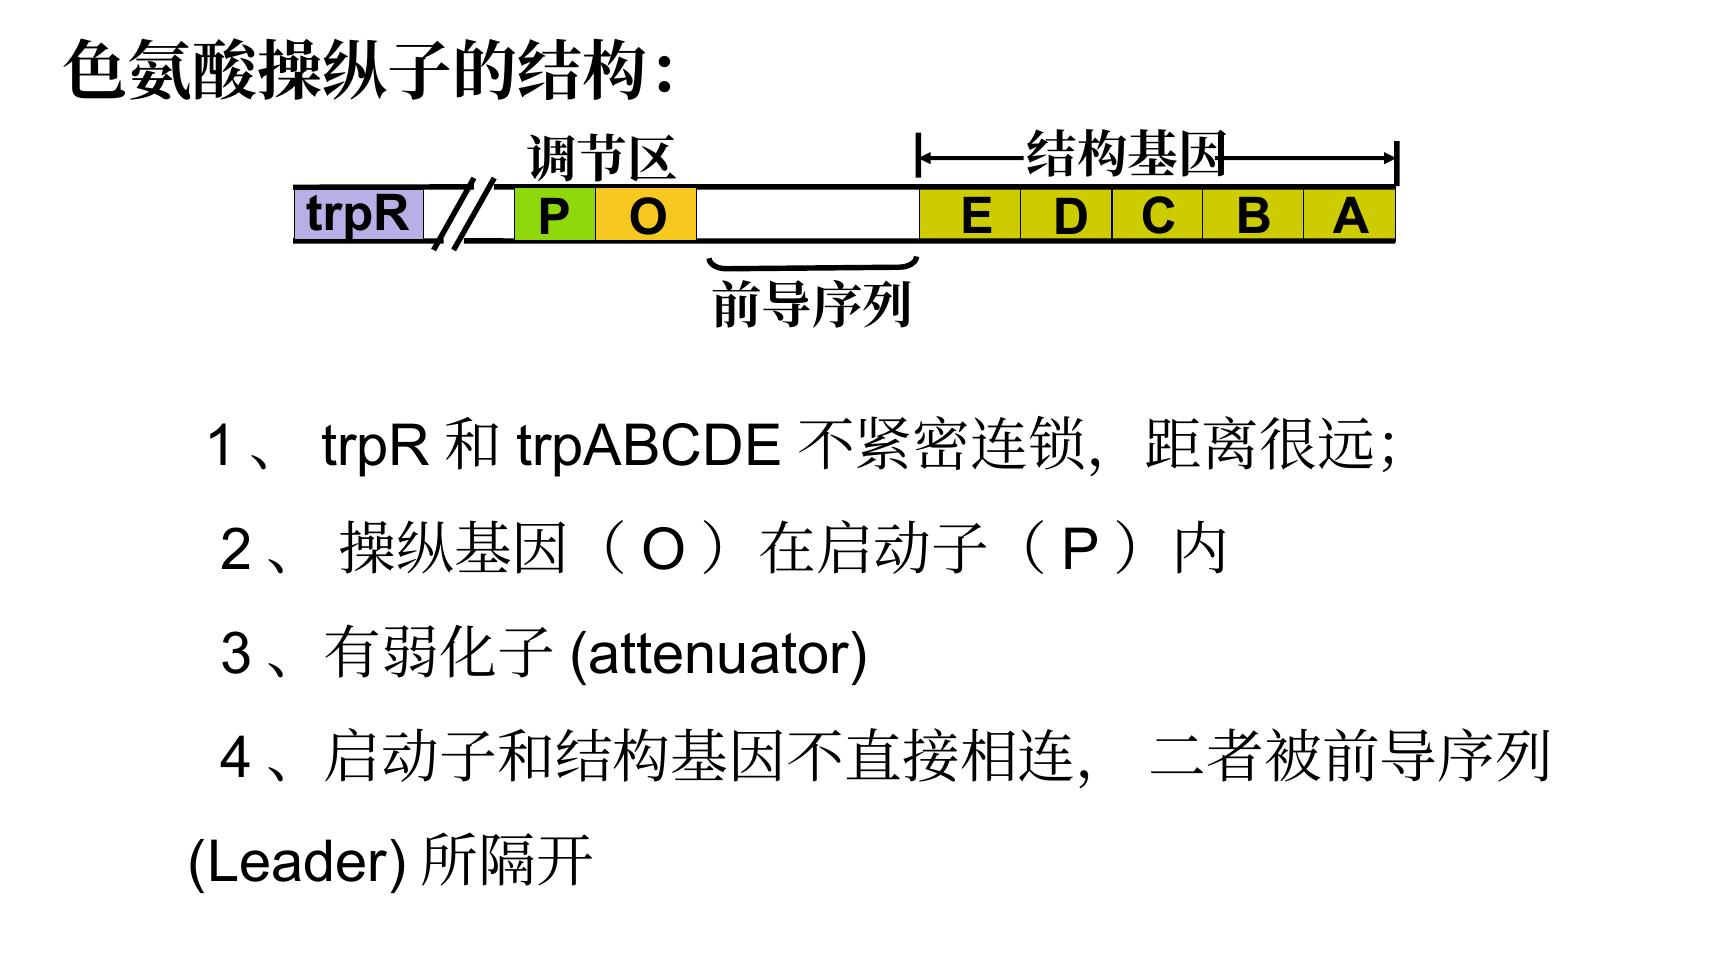 色氨酸操纵子的结构：
调节区
结构基因
trpR
P
O
E
D
C
B
A
前导序列
1、 trpR 和 trpABCDE 不紧密连锁，距离很远；
2、 操纵基因（O）在启动子（P）内
3、有弱化子 (attenuator)
4、启动子和结构基因不直接相连， 二者被前导序列
(Leader) 所隔开